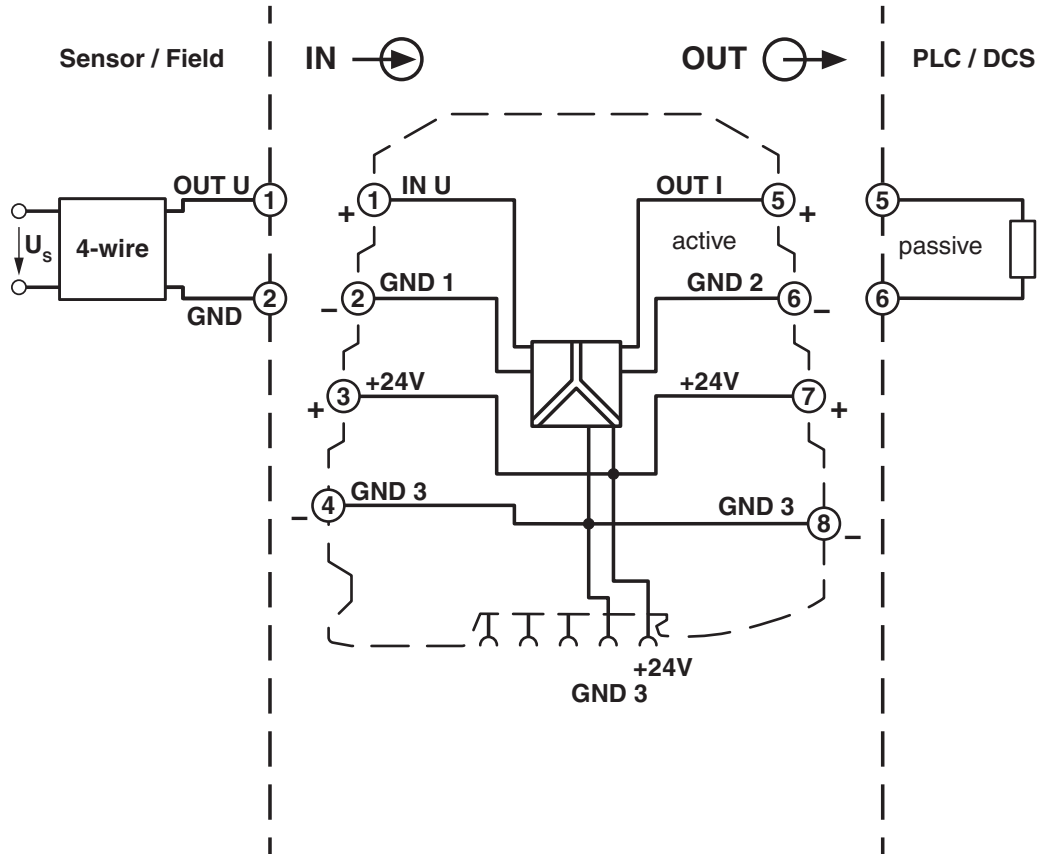 Sensor / Field
IN
OUT
PLC / DCS
OUT U
1
1
IN U
OUT I
5
5
+
+
Us
4-wire
active
passive
2
GND
2
GND 1
GND 2
6
6
–
–
3
+24V
+24V
7
+
+
4
GND 3
GND 3
8
–
–
+24V
GND 3